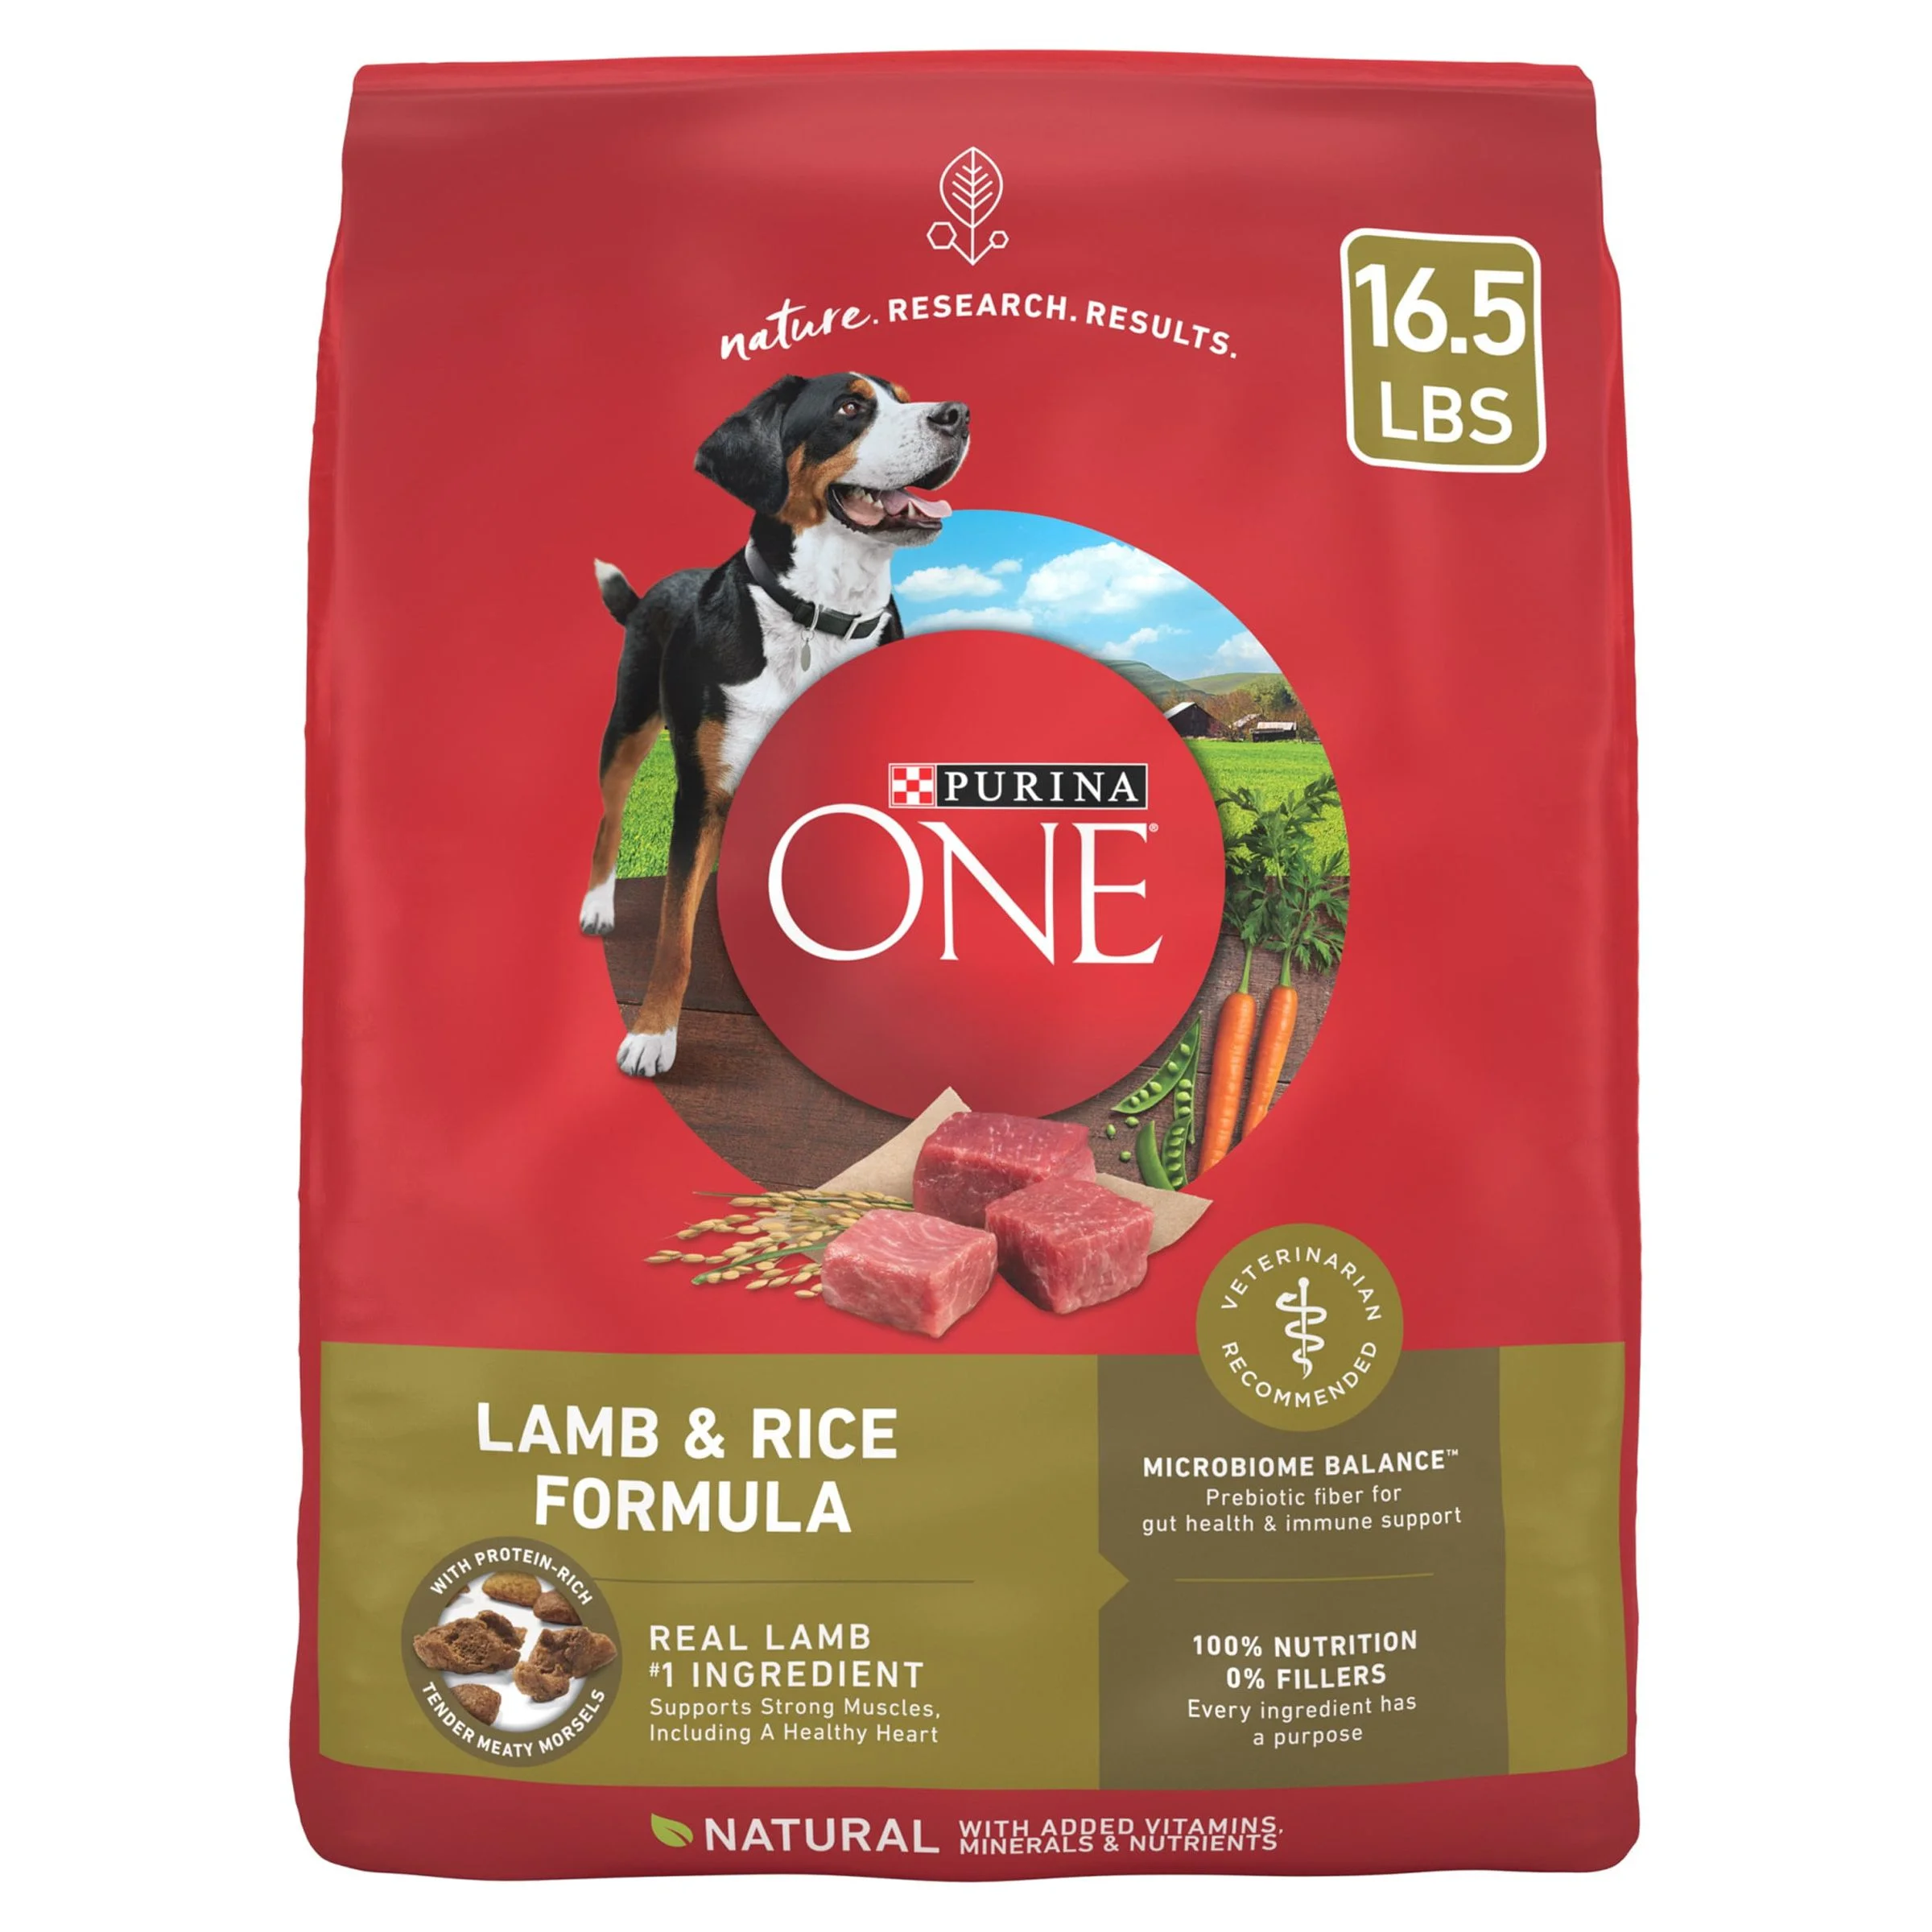 nature. RESEARCH. RESULTS.
16.5
LBS
PURINA
ONE®
VETERINARIAN
RECOMMENDED
LAMB & RICE
FORMULA
MICROBIOME BALANCE™
Prebiotic fiber for
gut health & immune support
WITH PROTEIN-RICH
TENDER MEATY MORSELS
REAL LAMB
#1 INGREDIENT
Supports Strong Muscles,
Including A Healthy Heart
100% NUTRITION
0% FILLERS
Every ingredient has
a purpose
NATURAL
WITH ADDED VITAMINS,
MINERALS & NUTRIENTS